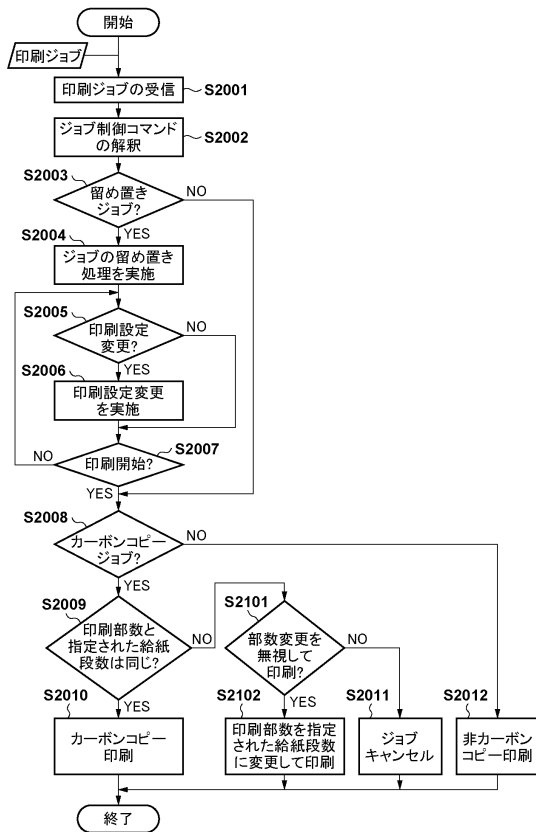 開始
印刷ジョブ
印刷ジョブの受信
S2001
ジョブ制御コマンド
の解釈
S2002
S2003
留め置き
ジョブ?
NO
YES
S2004
ジョブの留め置き
処理を実施
S2005
印刷設定
変更?
NO
YES
S2006
印刷設定変更
を実施
S2007
印刷開始?
NO
YES
S2008
カーボンコピー
ジョブ?
NO
YES
S2009
印刷部数と
指定された給紙
段数は同じ?
NO
YES
S2101
部数変更を
無視して
印刷?
NO
YES
S2010
カーボンコピー
印刷
S2102
印刷部数を指定
された給紙段数
に変更して印刷
S2011
ジョブ
キャンセル
S2012
非カーボン
コピー印刷
終了